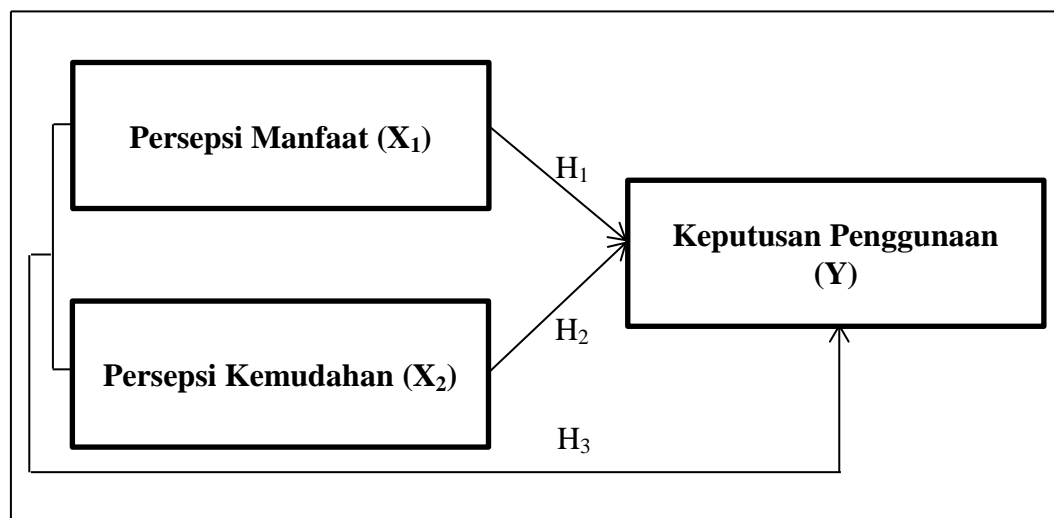 Persepsi Manfaat (X₁)
H₁
Keputusan Penggunaan
(Y)
H₂
Persepsi Kemudahan (X₂)
H₃